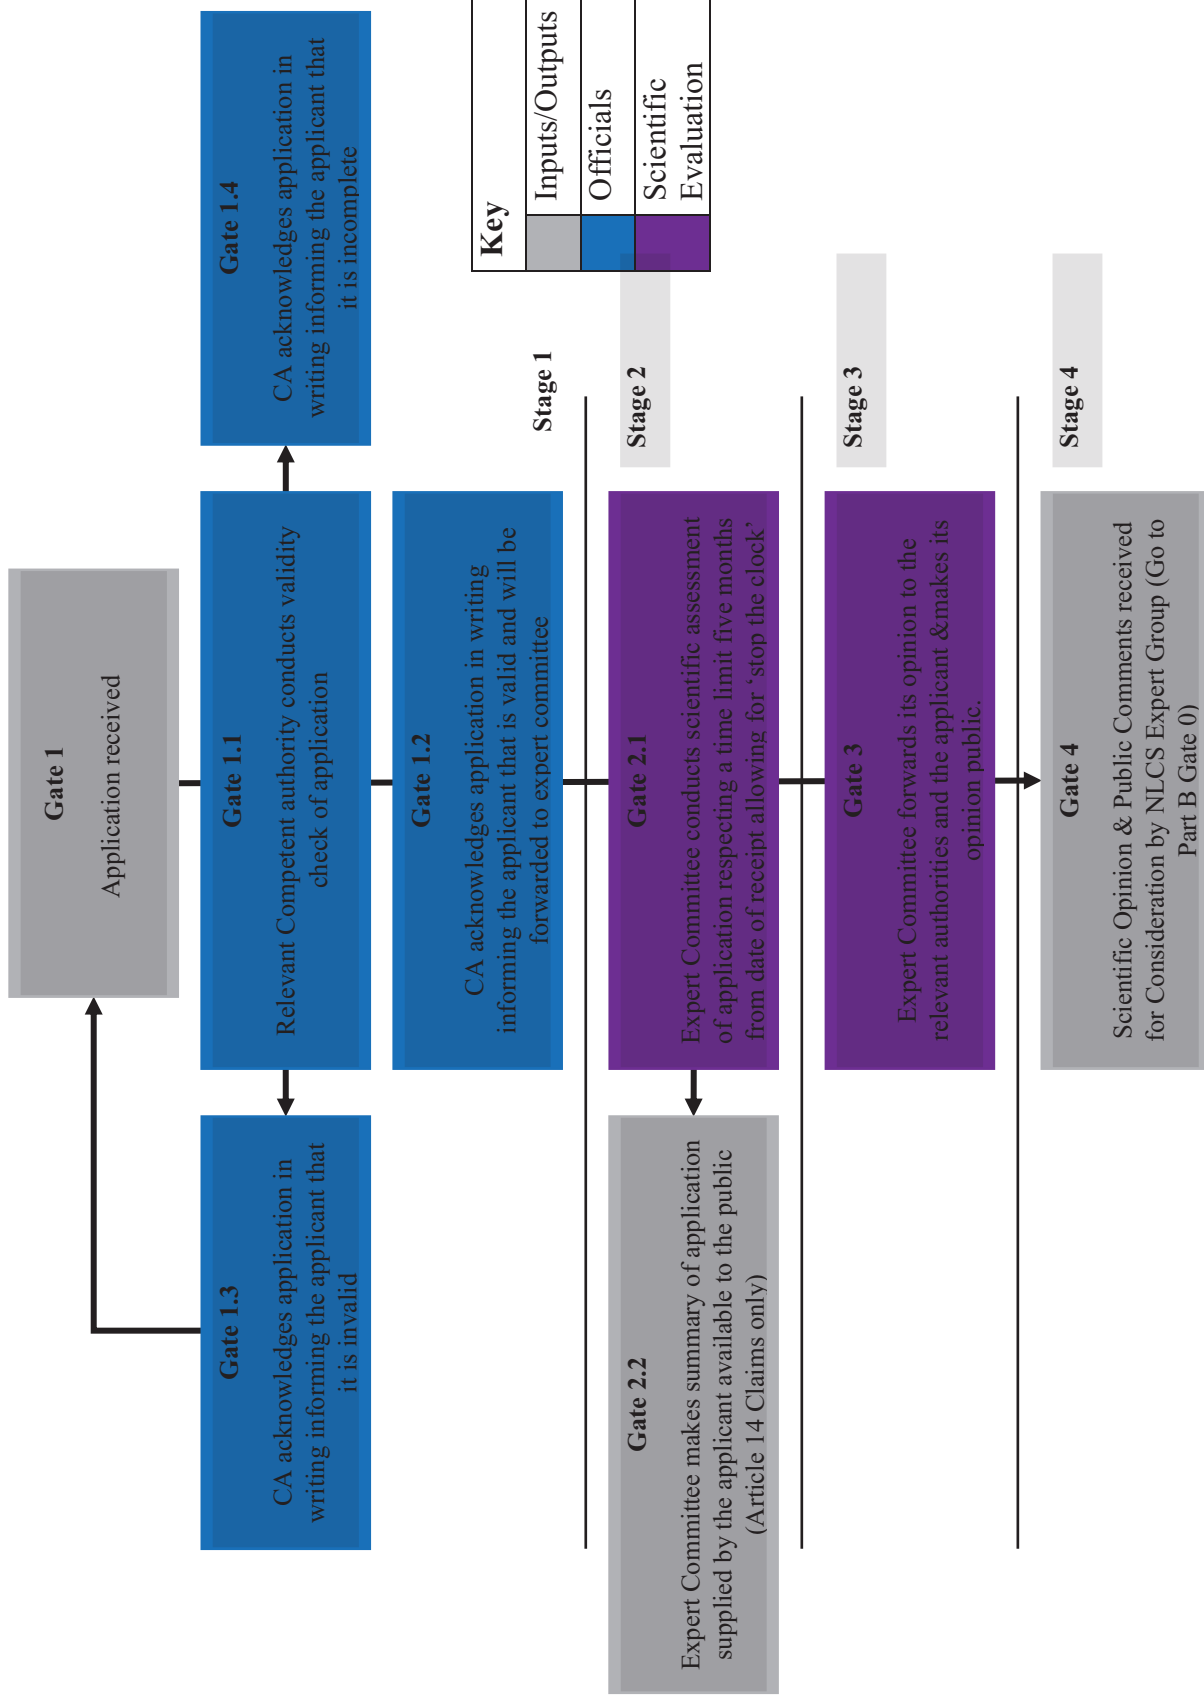 Gate 1
Application received
Gate 1.3
CA acknowledges application in
writing informing the applicant that
it is invalid
Gate 1.1
Relevant Competent authority conducts validity
check of application
Gate 1.4
CA acknowledges application in
writing informing the applicant that
it is incomplete
Gate 1.2
CA acknowledges application in writing
informing the applicant that is valid and will be
forwarded to expert committee
Stage 1
Key
Inputs/Outputs
Officials
Scientific
Evaluation
Gate 2.2
Expert Committee makes summary of application
supplied by the applicant available to the public
(Article 14 Claims only)
Gate 2.1
Expert Committee conducts scientific assessment
of application respecting a time limit five months
from date of receipt allowing for ‘stop the clock’
Stage 2
Gate 3
Expert Committee forwards its opinion to the
relevant authorities and the applicant &makes its
opinion public.
Stage 3
Gate 4
Scientific Opinion & Public Comments received
for Consideration by NLCS Expert Group (Go to
Part B Gate 0)
Stage 4